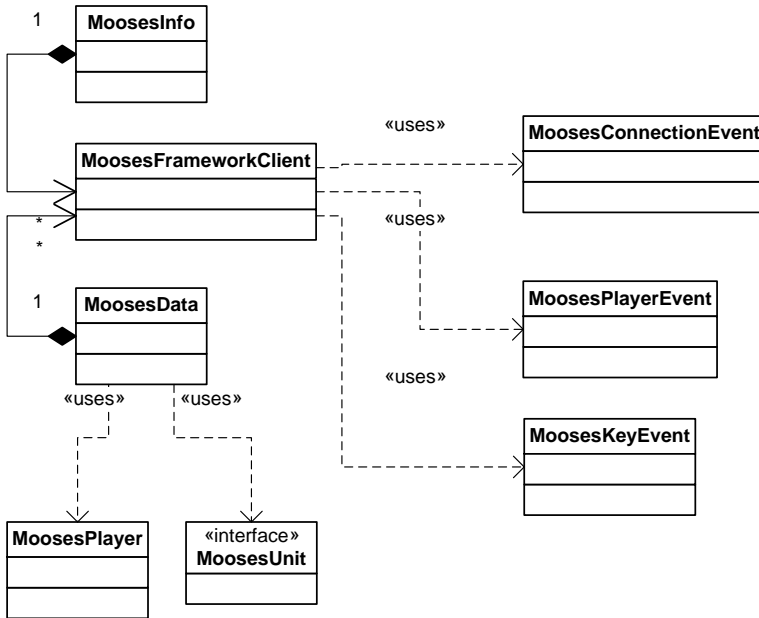 1
MoosesInfo
MoosesFrameworkClient
«uses»
MoosesConnectionEvent
«uses»
*
*
1
MoosesData
MoosesPlayerEvent
«uses»
«uses»
«uses»
MoosesKeyEvent
MoosesPlayer
«interface»
MoosesUnit